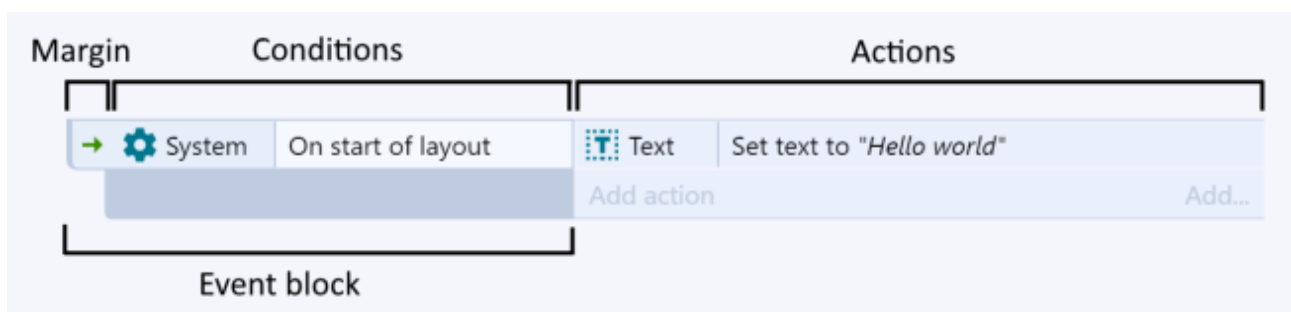 Margin Conditions Actions
System On start of layout T Text Set text to "Hello world"
Add action Add...
Event block